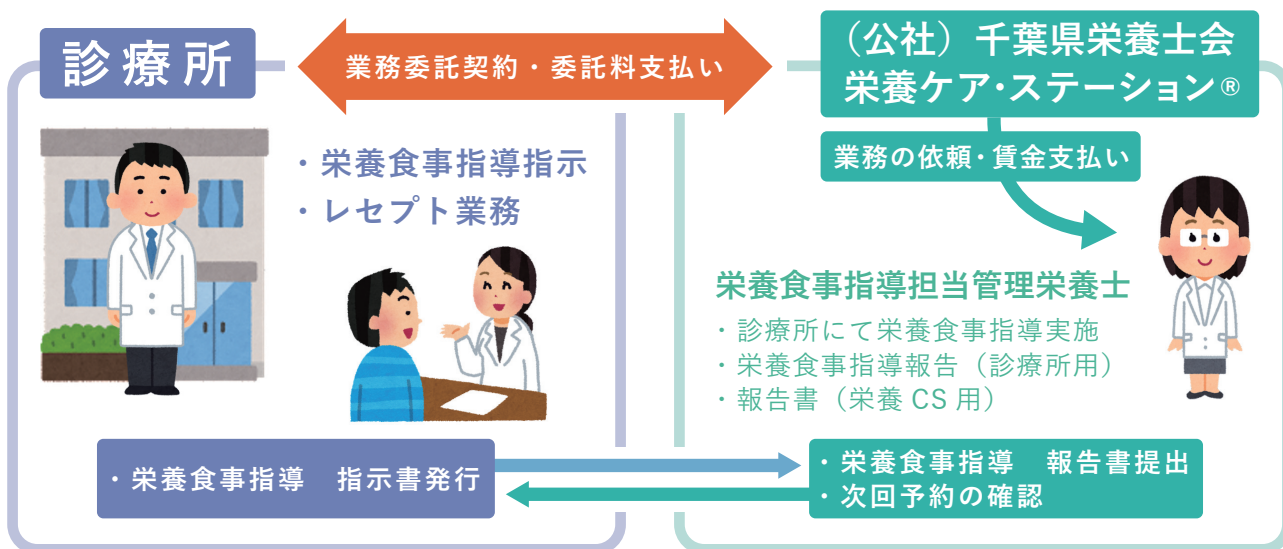 診療所
業務委託契約・委託料支払い
（公社）千葉県栄養士会
栄養ケア・ステーション®
業務の依頼・賃金支払い
・栄養食事指導指示
・レセプト業務
栄養食事指導担当管理栄養士
・診療所にて栄養食事指導実施
・栄養食事指導報告（診療所用）
・報告書（栄養 CS 用）
・栄養食事指導　指示書発行
・栄養食事指導　報告書提出
・次回予約の確認